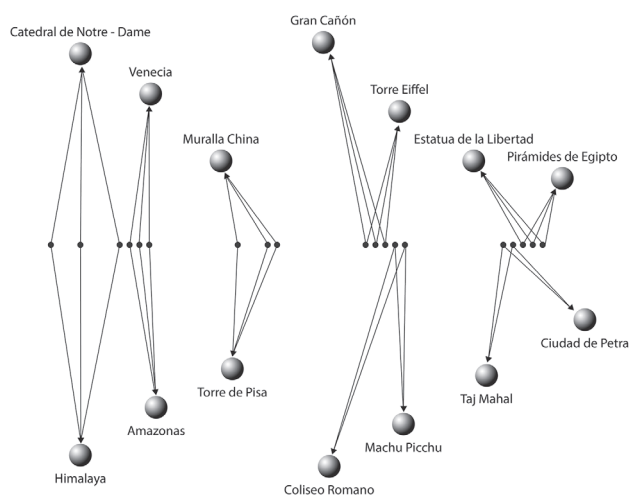 Gran Cañón
Catedral de Notre - Dame
Venecia
Torre Eiffel
Muralla China
Estatua de la Libertad
Pirámides de Egipto
Ciudad de Petra
Torre de Pisa
Taj Mahal
Amazonas
Machu Picchu
Himalaya
Coliseo Romano